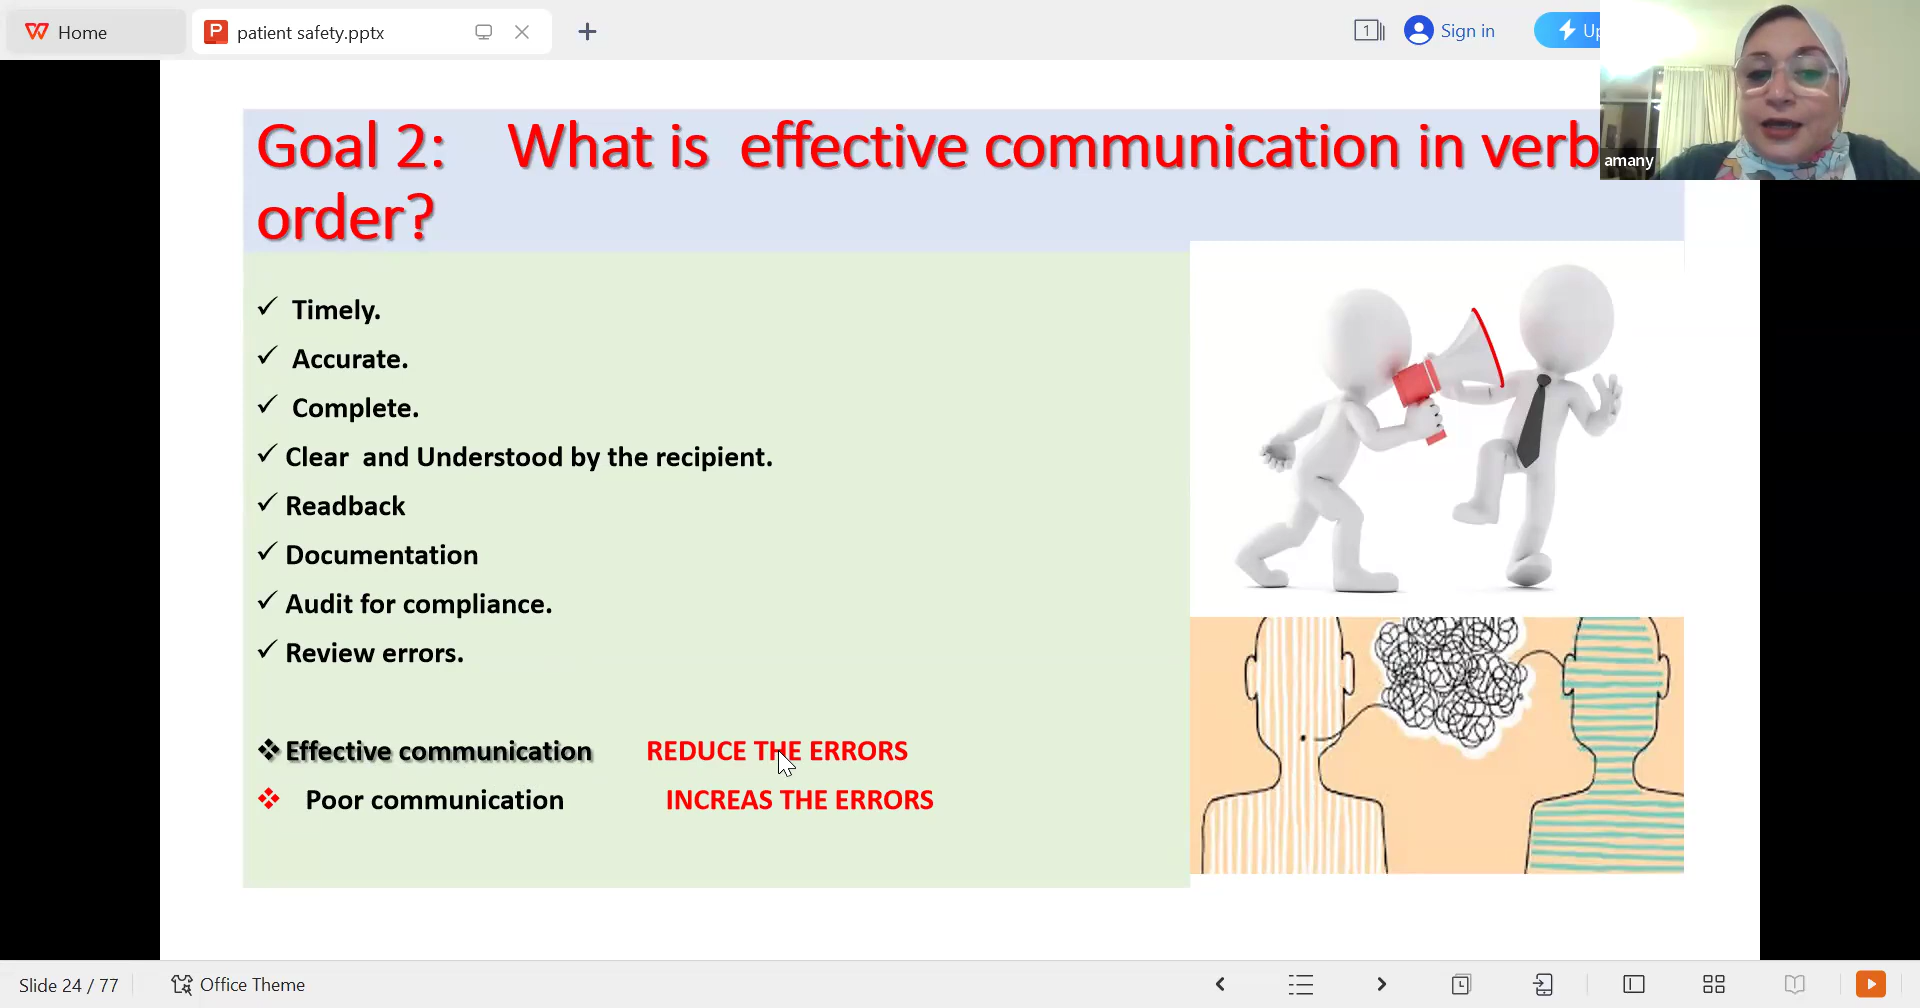 Home
patient safety.pptx
1
Sign in
amany
Goal 2: What is effective communication in
order?
✓ Timely.
✓ Accurate.
✓ Complete.
✓ Clear and Understood by the recipient.
✓ Readback
✓ Documentation
✓ Audit for compliance.
✓ Review errors.
❖ Effective communication REDUCE THE ERRORS
❖ Poor communication INCREAS THE ERRORS
Slide 24 / 77
Office Theme